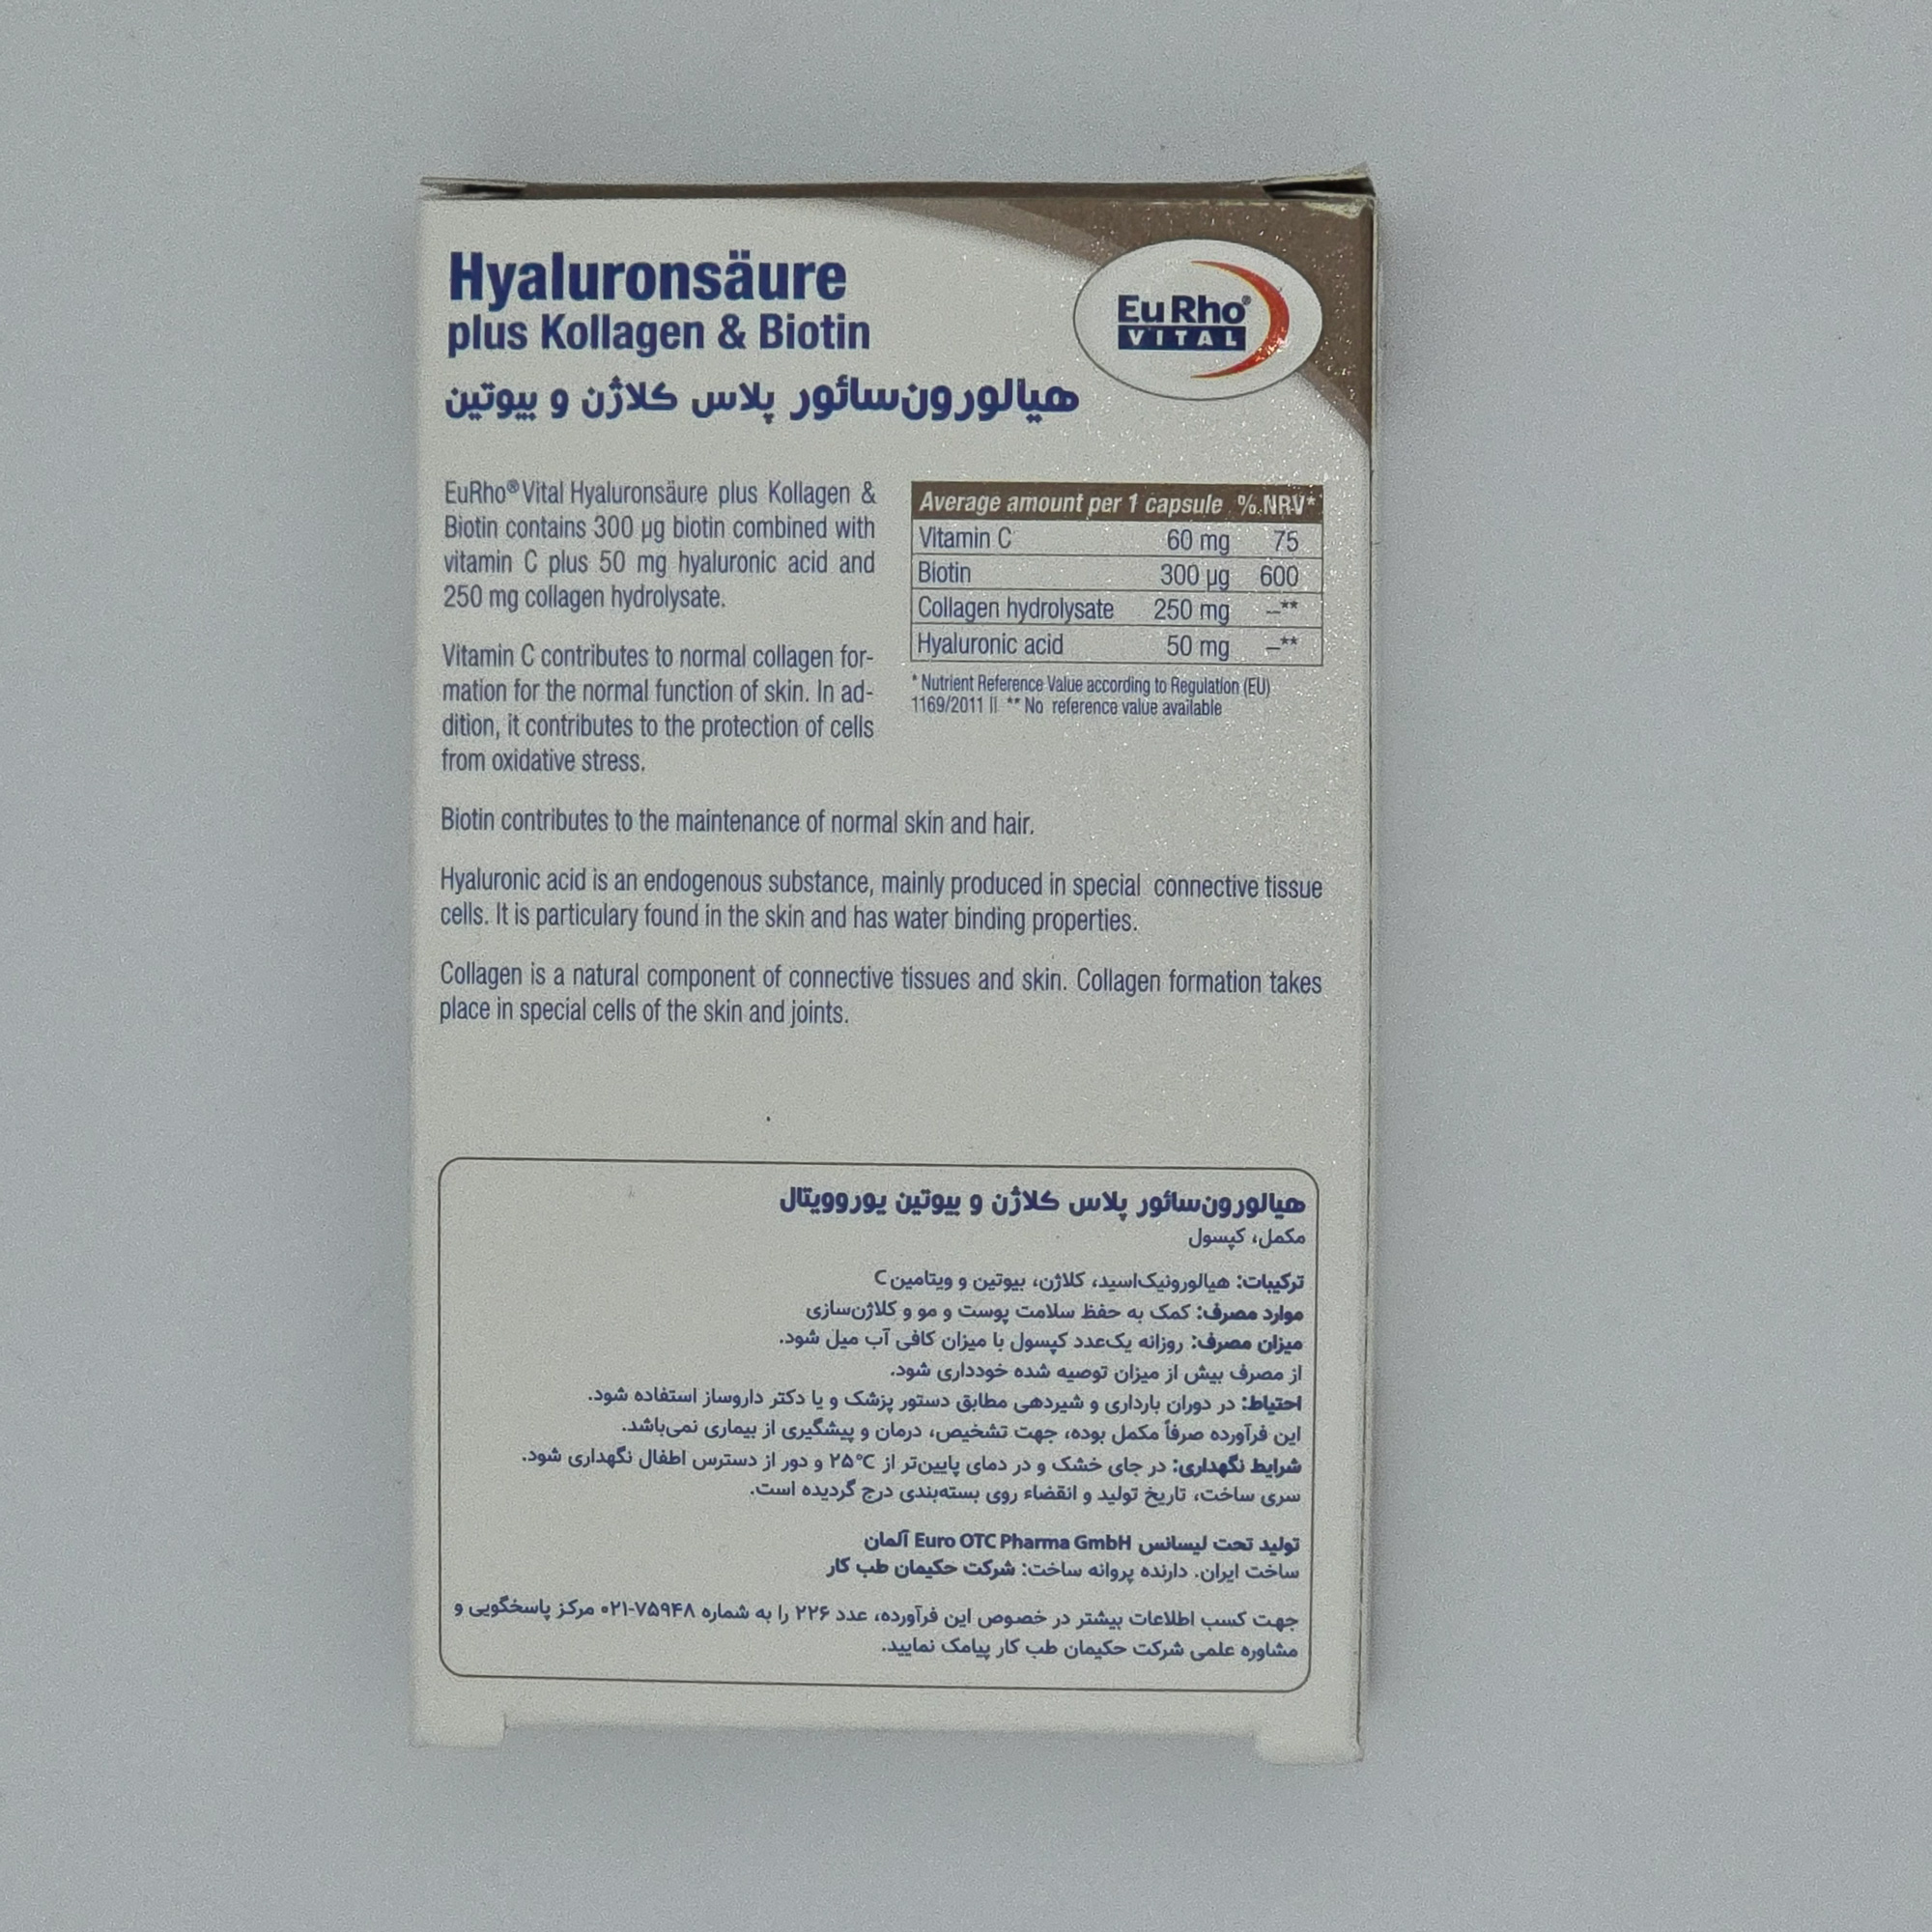 Hyaluronsäure
plus Kollagen & Biotin
هیالورون‌سائور پلاس کلاژن و بیوتین
EuRho®
VITAL
EuRho® Vital Hyaluronsäure plus Kollagen &
Biotin contains 300 µg biotin combined with
vitamin C plus 50 mg hyaluronic acid and
250 mg collagen hydrolysate.
Vitamin C contributes to normal collagen for-
mation for the normal function of skin. In ad-
dition, it contributes to the protection of cells
from oxidative stress.
Average amount per 1 capsule % NRV*
Vitamin C 60 mg 75
Biotin 300 µg 600
Collagen hydrolysate 250 mg –**
Hyaluronic acid 50 mg –**
* Nutrient Reference Value according to Regulation (EU)
1169/2011 II ** No reference value available
Biotin contributes to the maintenance of normal skin and hair.
Hyaluronic acid is an endogenous substance, mainly produced in special connective tissue
cells. It is particulary found in the skin and has water binding properties.
Collagen is a natural component of connective tissues and skin. Collagen formation takes
place in special cells of the skin and joints.
هیالورون‌سائور پلاس کلاژن و بیوتین یوروویتال
مکمل، کپسول
ترکیبات: هیالورونیک‌اسید، کلاژن، بیوتین و ویتامین C
موارد مصرف: کمک به حفظ سلامت پوست و مو و کلاژن‌سازی
میزان مصرف: روزانه یک‌عدد کپسول با میزان کافی آب میل شود.
از مصرف بیش از میزان توصیه شده خودداری شود.
احتیاط: در دوران بارداری و شیردهی مطابق دستور پزشک و یا دکتر داروساز استفاده شود.
این فرآورده صرفاً مکمل بوده، جهت تشخیص، درمان و پیشگیری از بیماری نمی‌باشد.
شرایط نگهداری: در جای خشک و در دمای پایین‌تر از ۲۵°C و دور از دسترس اطفال نگهداری شود.
سری ساخت، تاریخ تولید و انقضاء روی بسته‌بندی درج گردیده است.
تولید تحت لیسانس Euro OTC Pharma GmbH آلمان
ساخت ایران. دارنده پروانه ساخت: شرکت حکیمان طب کار
جهت کسب اطلاعات بیشتر در خصوص این فرآورده، عدد ۲۲۶ را به شماره ۷۵۹۴۸-۰۲۱ مرکز پاسخگویی و
مشاوره علمی شرکت حکیمان طب کار پیامک نمایید.